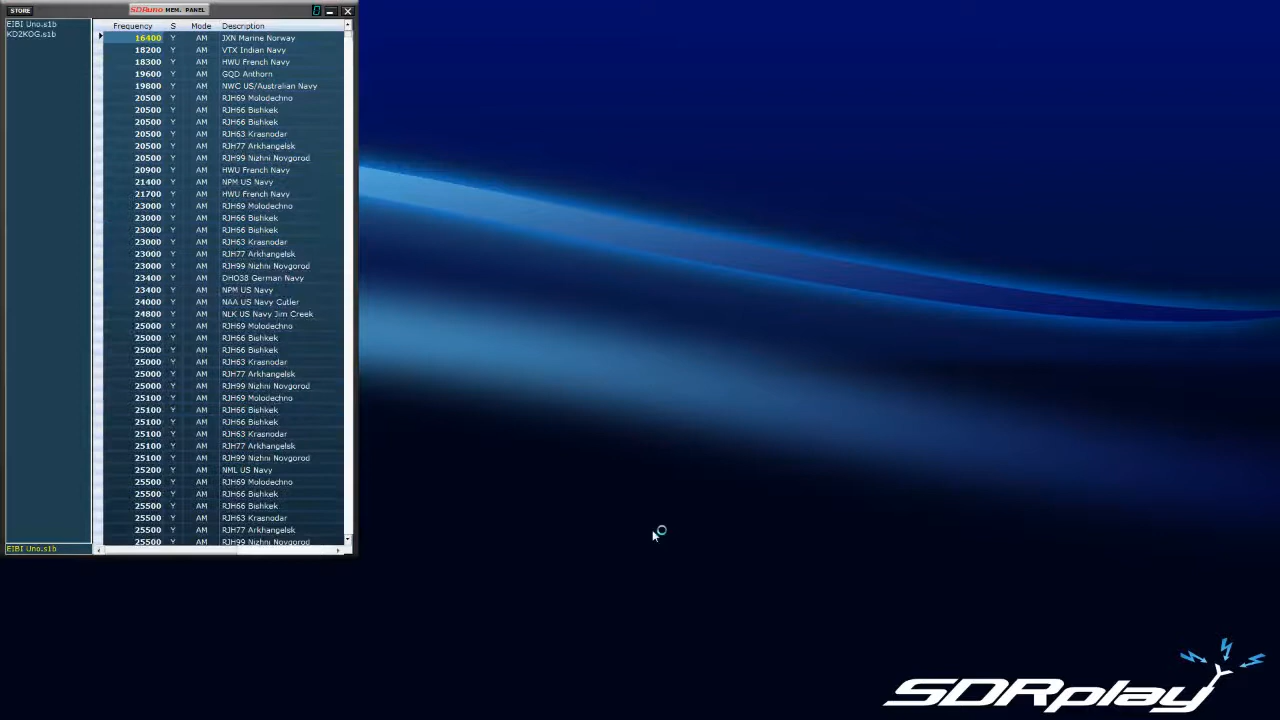 STORE SDRuno MEM. PANEL 0
EIBI Uno.s1b
KD2KOG.s1b
Frequency S Mode Description
16400 Y AM JXN Marine Norway
18200 Y AM VTX Indian Navy
18300 Y AM HWU French Navy
19600 Y AM GQD Anthorn
19800 Y AM NWC US/Australian Navy
20500 Y AM RJH69 Molodechno
20500 Y AM RJH66 Bishkek
20500 Y AM RJH66 Bishkek
20500 Y AM RJH63 Krasnodar
20500 Y AM RJH77 Arkhangelsk
20500 Y AM RJH99 Nizhni Novgorod
20900 Y AM HWU French Navy
21400 Y AM NPM US Navy
21700 Y AM HWU French Navy
23000 Y AM RJH69 Molodechno
23000 Y AM RJH66 Bishkek
23000 Y AM RJH66 Bishkek
23000 Y AM RJH63 Krasnodar
23000 Y AM RJH77 Arkhangelsk
23000 Y AM RJH99 Nizhni Novgorod
23400 Y AM DHO38 German Navy
23400 Y AM NPM US Navy
24000 Y AM NAA US Navy Cutler
24800 Y AM NLK US Navy Jim Creek
25000 Y AM RJH69 Molodechno
25000 Y AM RJH66 Bishkek
25000 Y AM RJH66 Bishkek
25000 Y AM RJH63 Krasnodar
25000 Y AM RJH77 Arkhangelsk
25000 Y AM RJH99 Nizhni Novgorod
25100 Y AM RJH69 Molodechno
25100 Y AM RJH66 Bishkek
25100 Y AM RJH66 Bishkek
25100 Y AM RJH63 Krasnodar
25100 Y AM RJH77 Arkhangelsk
25100 Y AM RJH99 Nizhni Novgorod
25200 Y AM NML US Navy
25500 Y AM RJH69 Molodechno
25500 Y AM RJH66 Bishkek
25500 Y AM RJH66 Bishkek
25500 Y AM RJH63 Krasnodar
25500 Y AM RJH77 Arkhangelsk
25500 Y AM RJH99 Nizhni Novgorod
EIBI Uno.s1b
SDRplay